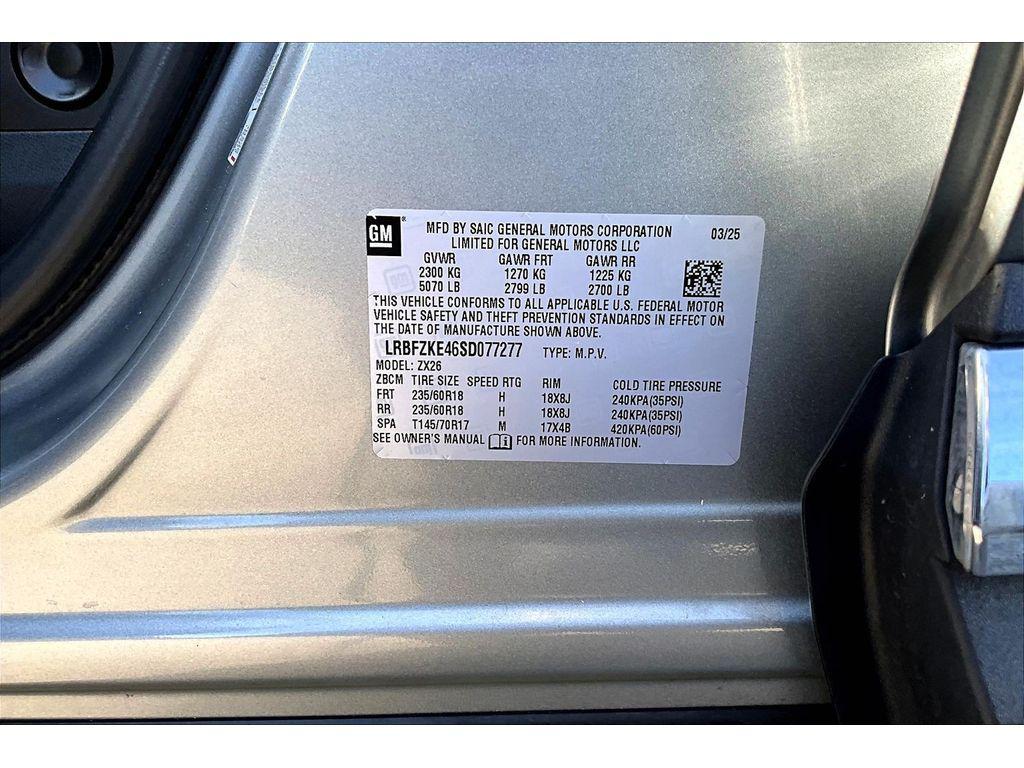 GM ®
MFD BY SAIC GENERAL MOTORS CORPORATION 03/25
LIMITED FOR GENERAL MOTORS LLC
GVWR GAWR FRT GAWR RR
2300 KG 1270 KG 1225 KG
5070 LB 2799 LB 2700 LB
THIS VEHICLE CONFORMS TO ALL APPLICABLE U.S. FEDERAL MOTOR
VEHICLE SAFETY AND THEFT PREVENTION STANDARDS IN EFFECT ON
THE DATE OF MANUFACTURE SHOWN ABOVE.
LRBFZKE46SD077277 TYPE: M.P.V.
MODEL: ZX26
ZBCM TIRE SIZE SPEED RTG RIM COLD TIRE PRESSURE
FRT 235/60R18 H 18X8J 240KPA(35PSI)
RR 235/60R18 H 18X8J 240KPA(35PSI)
SPA T145/70R17 M 17X4B 420KPA(60PSI)
SEE OWNER'S MANUAL FOR MORE INFORMATION.